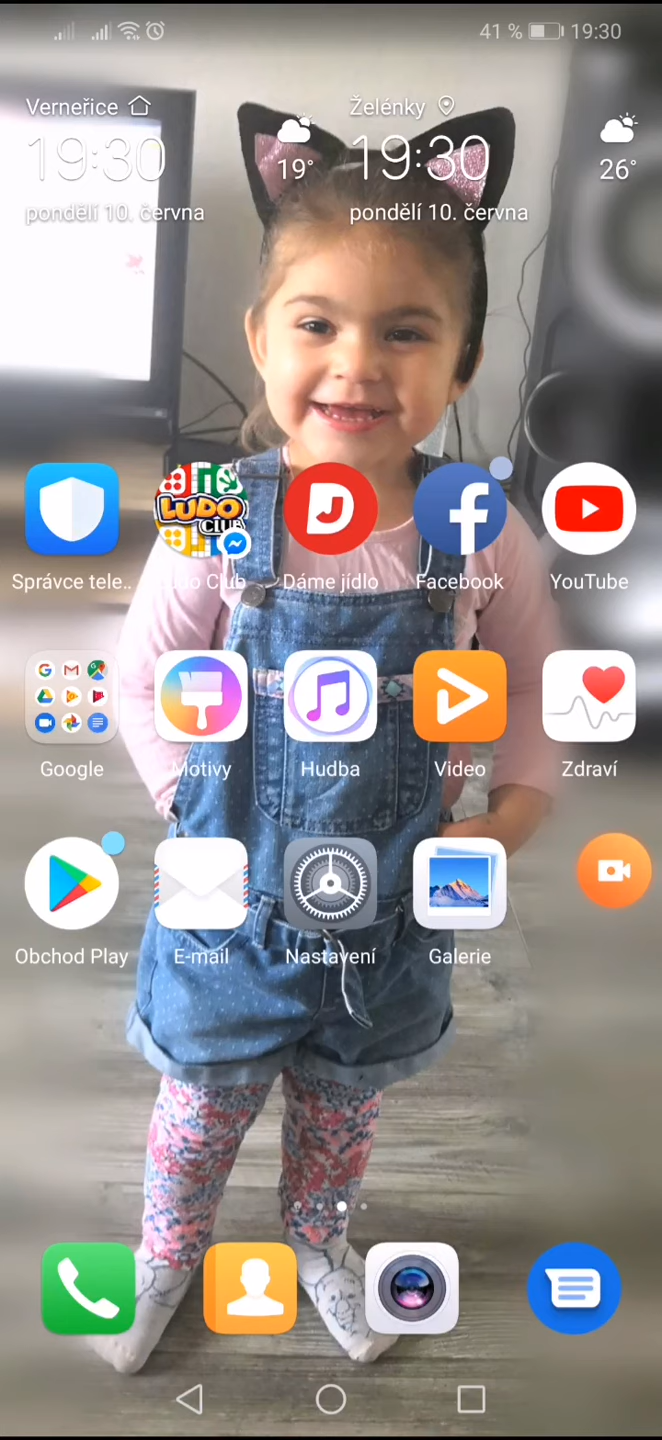 41 % 19:30
Verneřice
19:30
19°
pondělí 10. června
Želénky
19:30
26°
pondělí 10. června
LUDO
CLUB
Správce tele..
Ludo Club
Dáme jídlo
Facebook
YouTube
Google
Motivy
Hudba
Video
Zdraví
Obchod Play
E-mail
Nastavení
Galerie